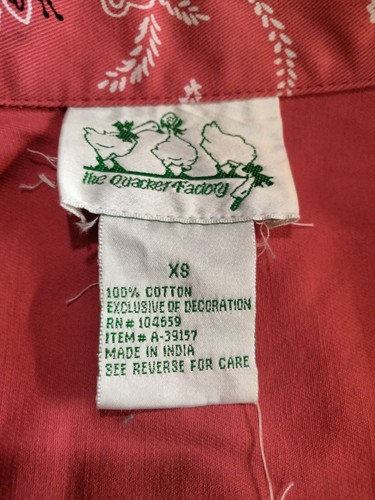 the Quacker Factory
XS
100% COTTON
EXCLUSIVE OF DECORATION
RN# 104659
ITEM# A-39157
MADE IN INDIA
SEE REVERSE FOR CARE